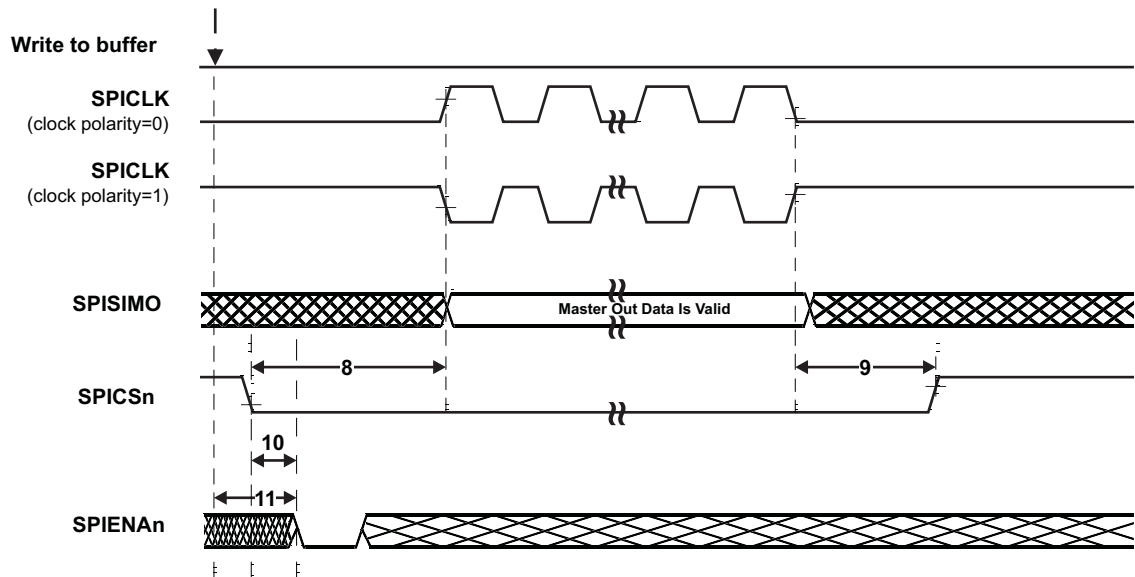 Write to buffer
SPICLK
(clock polarity=0)
SPICLK
(clock polarity=1)
SPISIMO
Master Out Data Is Valid
8
9
SPICSn
10
11
SPIENAn